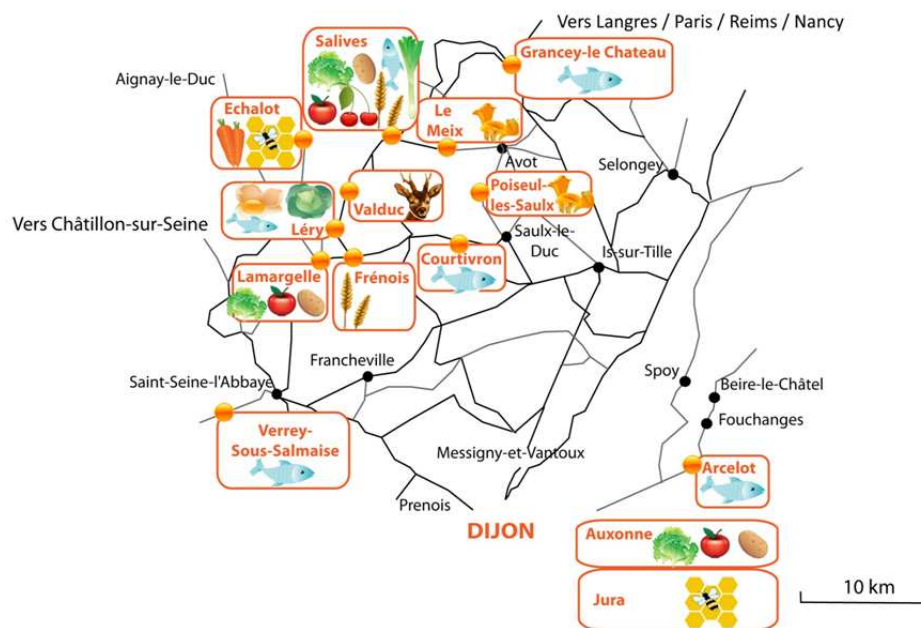 Vers Langres / Paris / Reims / Nancy
Salives
Grancey-le Chateau
Aignay-le-Duc
Echalot
Le
Meix
Avot
Selongey
Valduc
Poiseul-
les-Saulx
Vers Châtillon-sur-Seine
Léry
Saulx-le-
Duc
Is-sur-Tille
Courtivron
Lamargelle
Frénois
Francheville
Saint-Seine-l'Abbaye
Spoy
Beire-le-Châtel
Fouchanges
Verrey-
Sous-Salmaise
Messigny-et-Vantoux
Arcelot
Prenois
DIJON
Auxonne
Jura
10 km